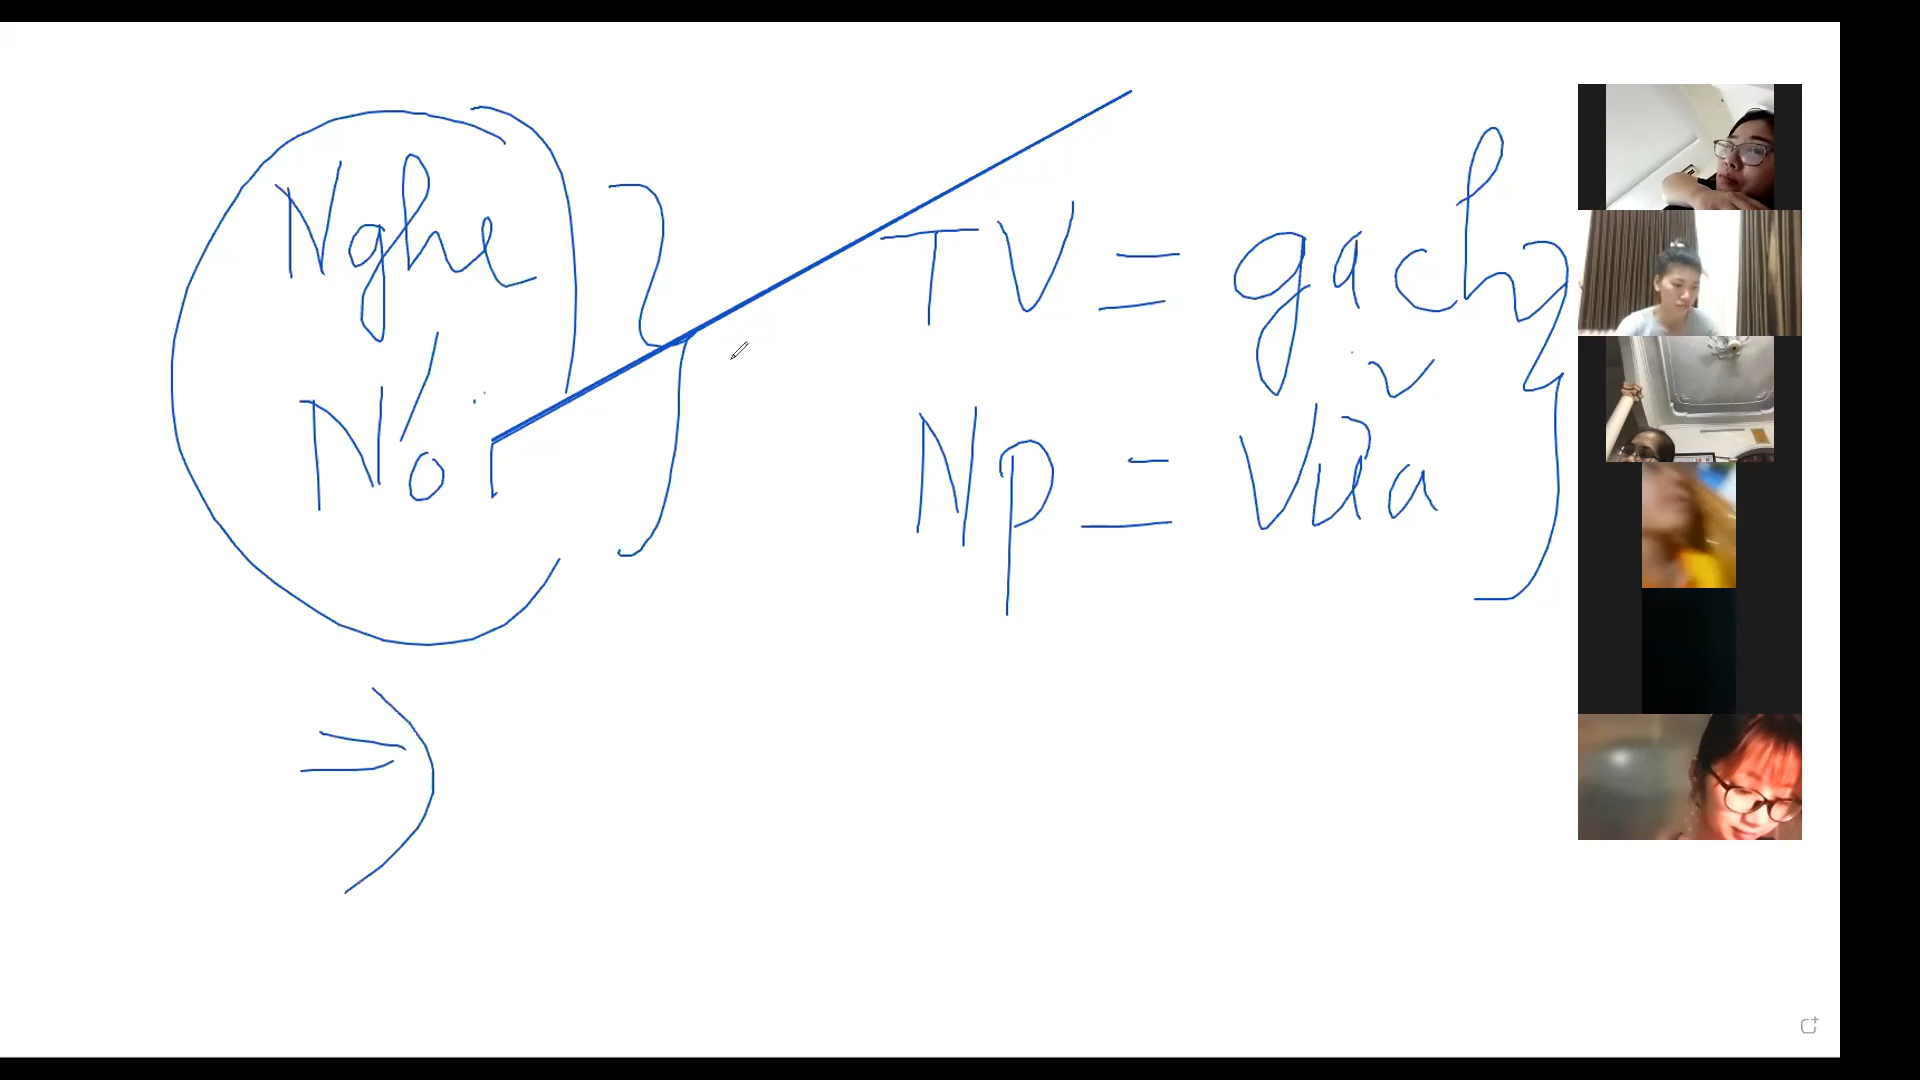 Nghe
Nói
TV = gạch
Np = Vữa